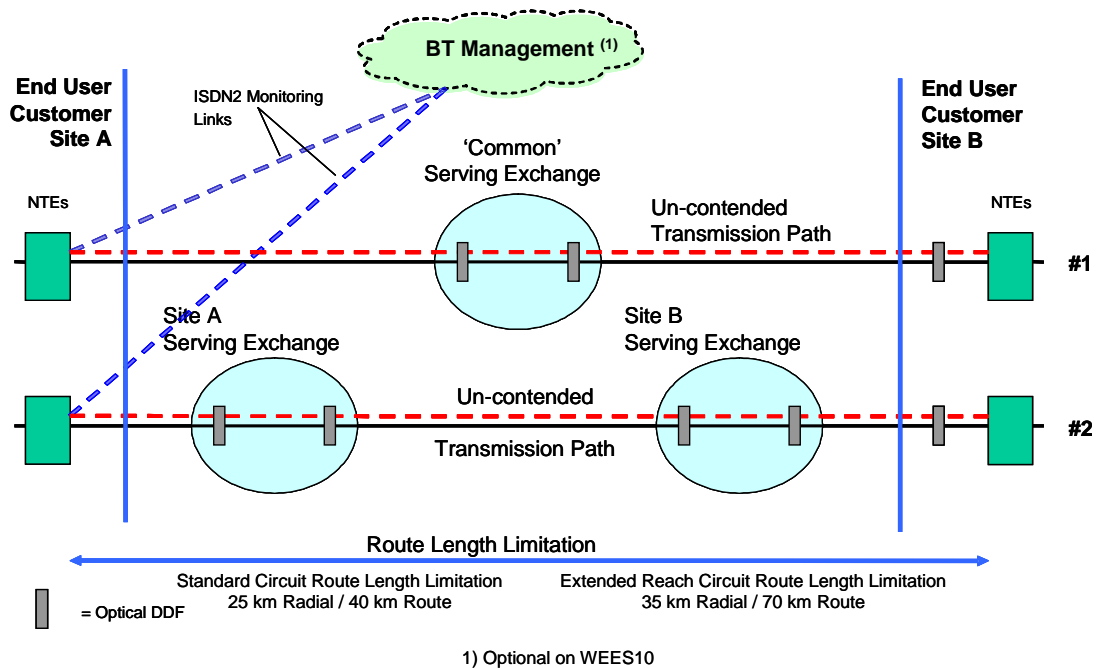 BT Management (1)
End User
Customer
Site A
ISDN2 Monitoring
Links
End User
Customer
Site B
'Common'
Serving Exchange
NTEs
Un-contended
Transmission Path
NTEs
#1
Site A
Serving Exchange
Site B
Serving Exchange
Un-contended
Transmission Path
#2
Route Length Limitation
Standard Circuit Route Length Limitation
25 km Radial / 40 km Route
Extended Reach Circuit Route Length Limitation
35 km Radial / 70 km Route
= Optical DDF
1) Optional on WEES10